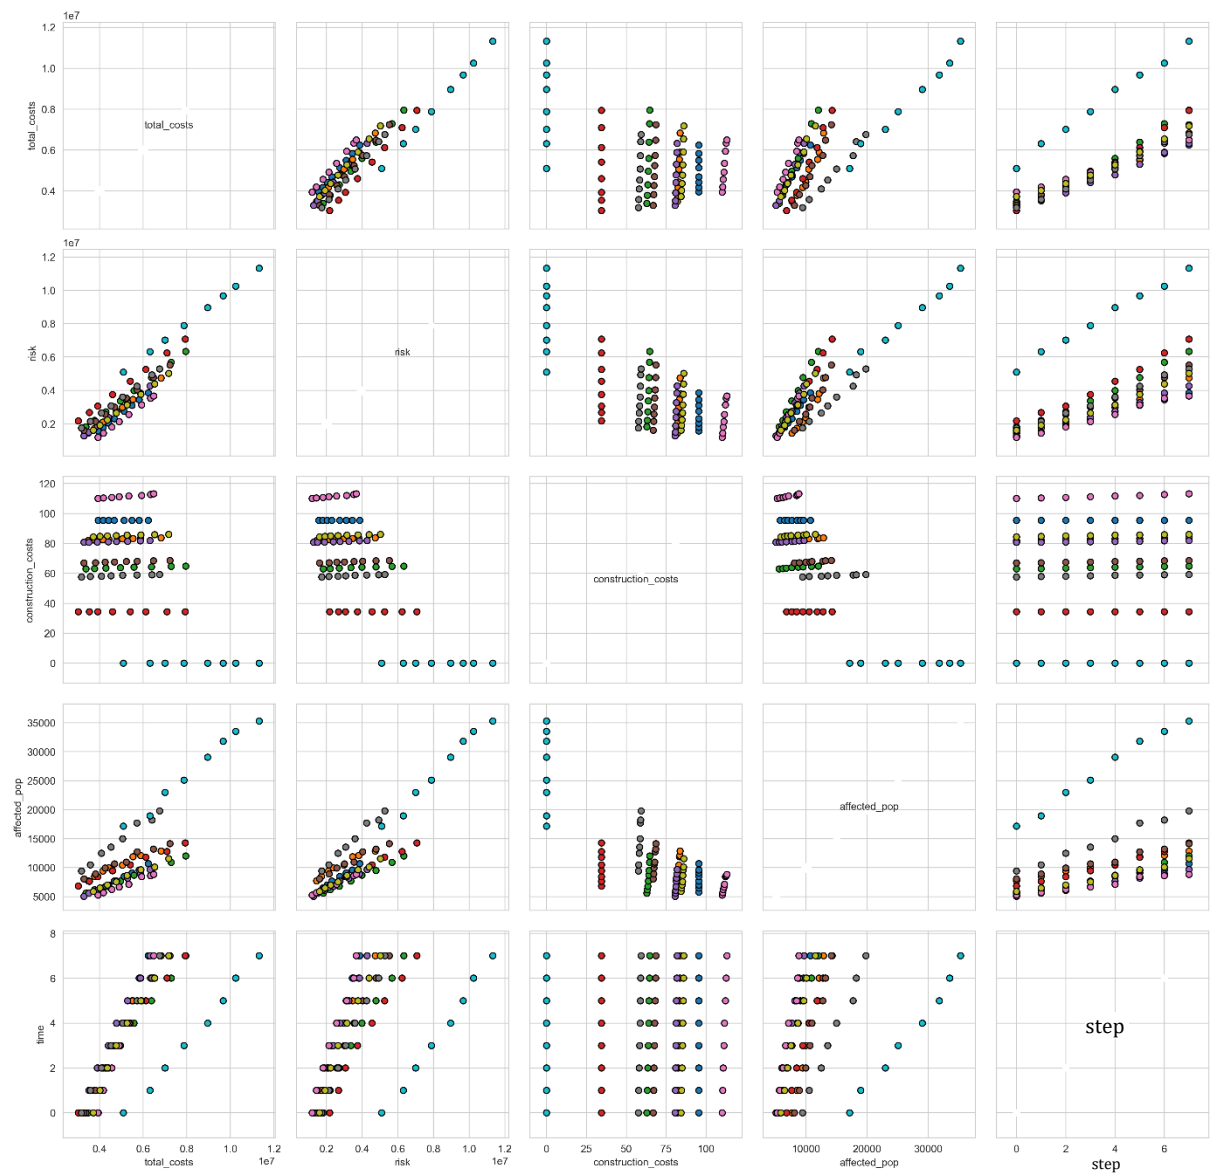 1e7
1.2
1.0
0.8
0.6
0.4
total_costs
total_costs
1e7
1.2
1.0
0.8
0.6
0.4
0.2
risk
risk
120
100
80
60
40
20
0
construction_costs
construction_costs
35000
30000
25000
20000
15000
10000
5000
affected_pop
affected_pop
8
6
4
2
0
time
step
0.4 0.6 0.8 1.0 1.2
total_costs 1e7
0.2 0.4 0.6 0.8 1.0 1.2
risk 1e7
0 25 50 75 100
construction_costs
10000 20000 30000
affected_pop
0 2 4 6
step